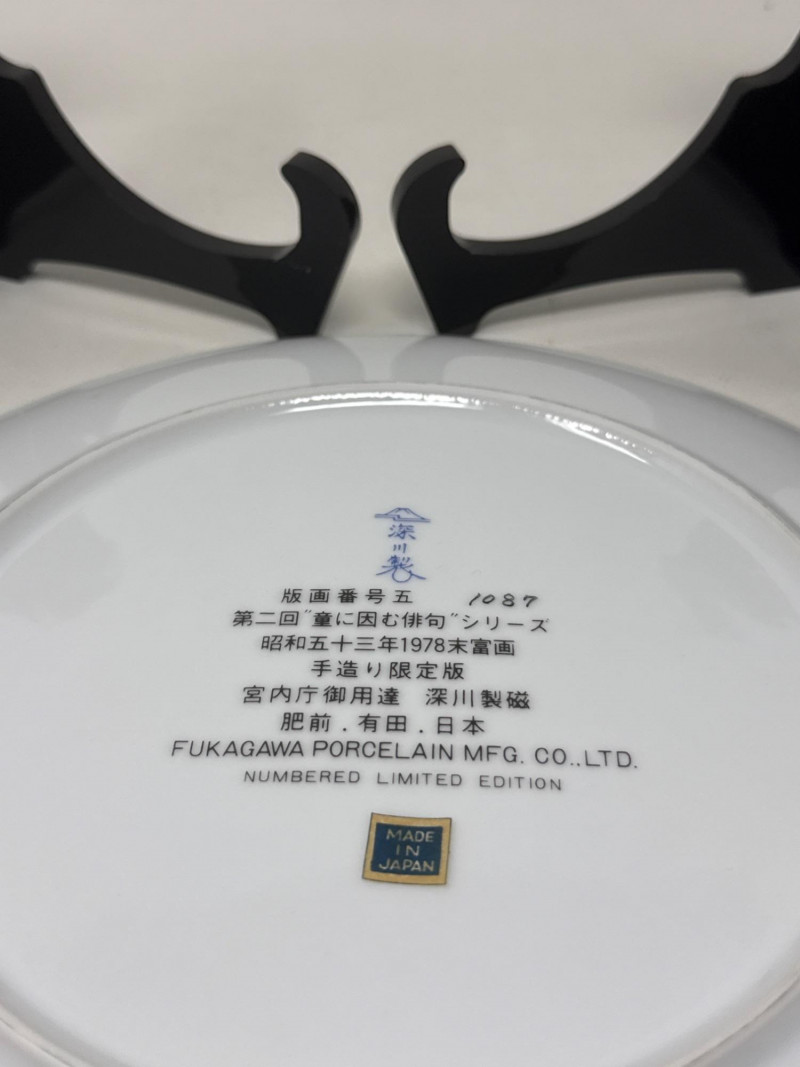 深
川
製
版画番号五 1087
第二回"童に因む俳句"シリーズ
昭和五十三年1978末富画
手造り限定版
宮内庁御用達 深川製磁
肥前.有田.日本
FUKAGAWA PORCELAIN MFG. CO.,LTD.
NUMBERED LIMITED EDITION
MADE
IN
JAPAN